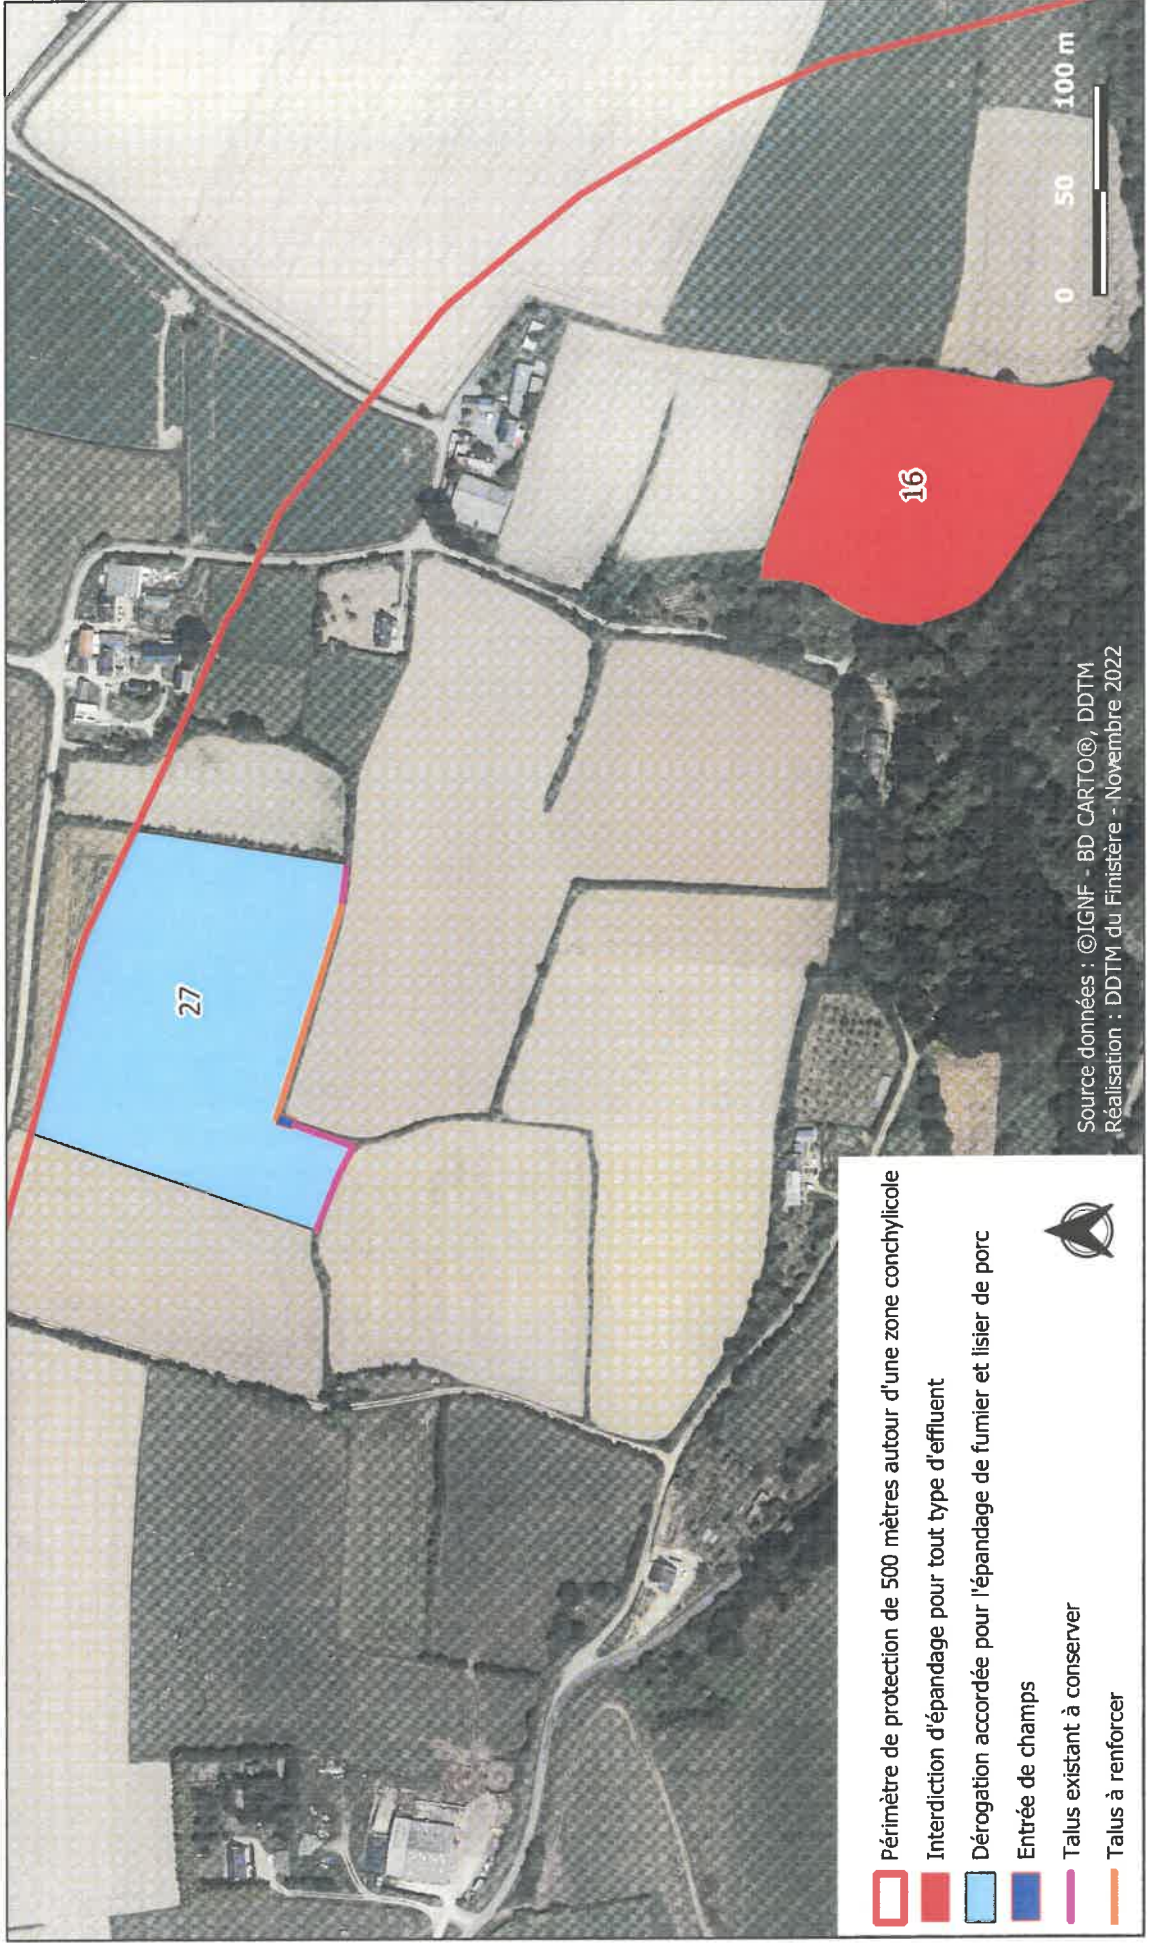 27
16
0 50 100 m
Source données : ©IGNF - BD CARTO®, DDTM
Réalisation : DDTM du Finistère - Novembre 2022
Périmètre de protection de 500 mètres autour d'une zone conchylicole
Interdiction d'épandage pour tout type d'effluent
Dérogation accordée pour l'épandage de fumier et lisier de porc
Entrée de champs
Talus existant à conserver
Talus à renforcer